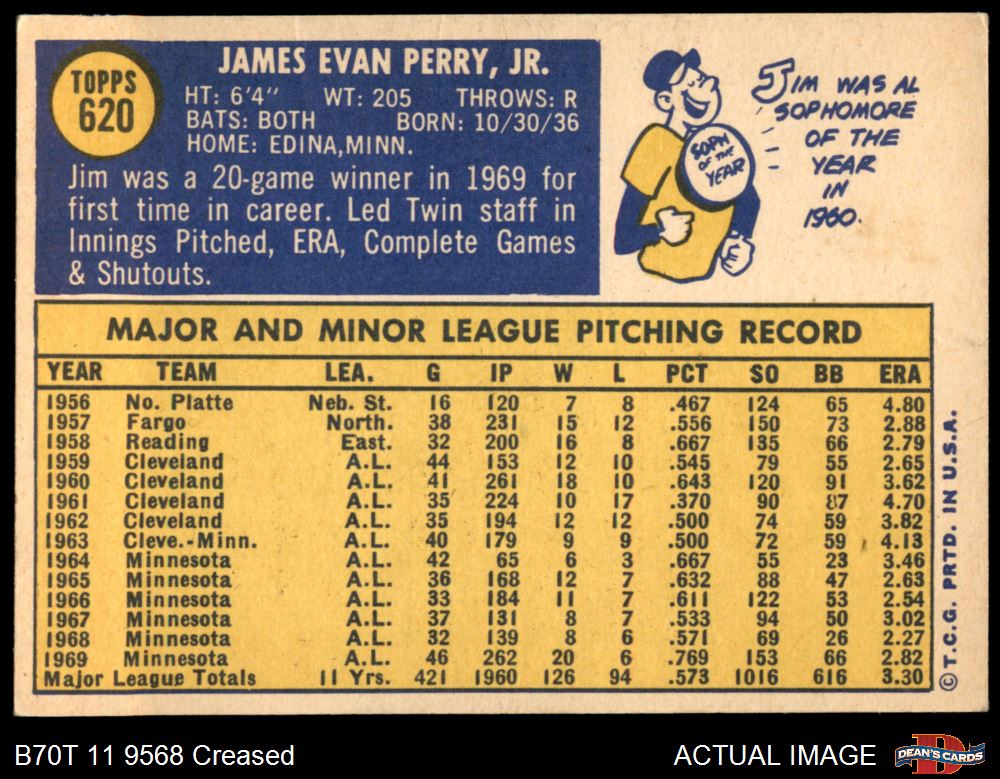 TOPPS
620
JAMES EVAN PERRY, JR.
HT: 6'4" WT: 205 THROWS: R
BATS: BOTH BORN: 10/30/36
HOME: EDINA, MINN.
Jim was a 20-game winner in 1969 for
first time in career. Led Twin staff in
Innings Pitched, ERA, Complete Games
& Shutouts.
SOPH
OF THE
YEAR
JIM WAS AL
SOPHOMORE
OF THE
YEAR
IN
1960.
MAJOR AND MINOR LEAGUE PITCHING RECORD
YEAR TEAM LEA. G IP W L PCT SO BB ERA
1956 No. Platte Neb. St. 16 120 7 8 .467 124 65 4.80
1957 Fargo North. 38 231 15 12 .556 150 73 2.88
1958 Reading East. 32 200 16 8 .667 135 66 2.79
1959 Cleveland A.L. 44 153 12 10 .545 79 55 2.65
1960 Cleveland A.L. 41 261 18 10 .643 120 91 3.62
1961 Cleveland A.L. 35 224 10 17 .370 90 87 4.70
1962 Cleveland A.L. 35 194 12 12 .500 74 59 3.82
1963 Cleve.-Minn. A.L. 40 179 9 9 .500 72 59 4.13
1964 Minnesota A.L. 42 65 6 3 .667 55 23 3.46
1965 Minnesota A.L. 36 168 12 7 .632 88 47 2.63
1966 Minnesota A.L. 33 184 11 7 .611 122 53 2.54
1967 Minnesota A.L. 37 131 8 7 .533 94 50 3.02
1968 Minnesota A.L. 32 139 8 6 .571 69 26 2.27
1969 Minnesota A.L. 46 262 20 6 .769 153 66 2.82
Major League Totals 11 Yrs. 421 1960 126 94 .573 1016 616 3.30
©T.C.G. PRTD. IN U.S.A.
B70T 11 9568 Creased
ACTUAL IMAGE
DEAN'S CARDS